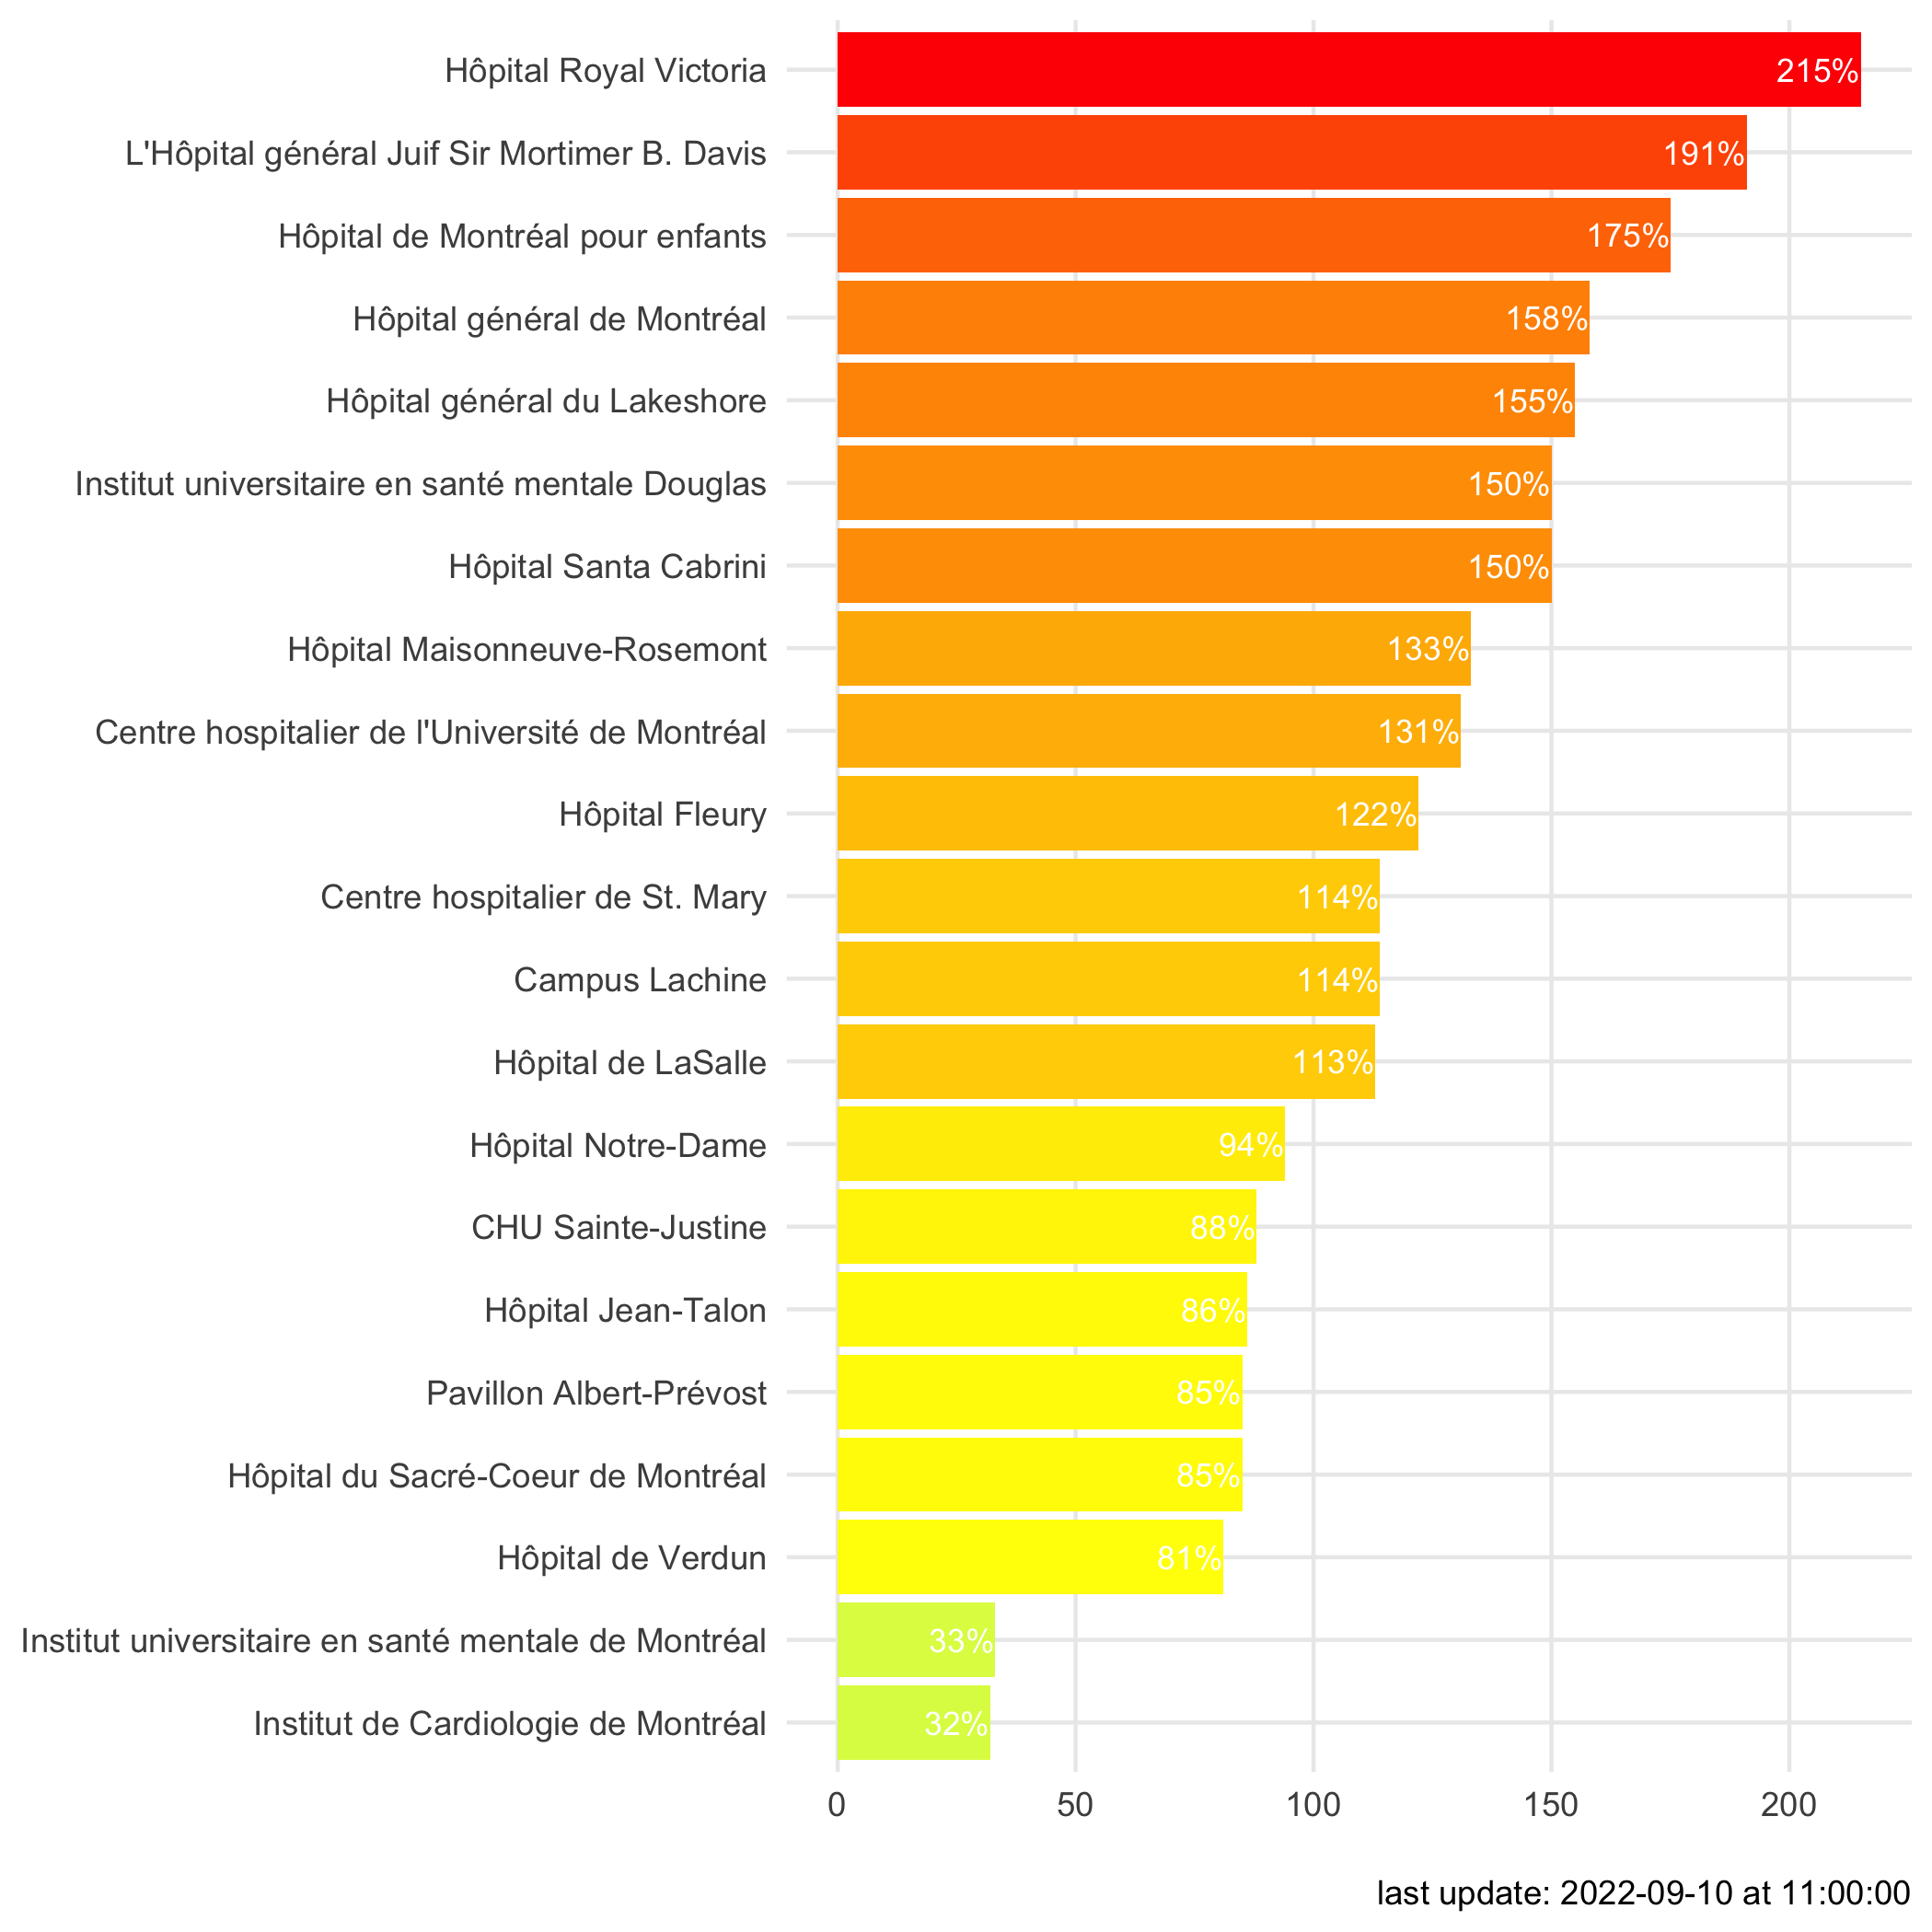 Hôpital Royal Victoria 215%
L'Hôpital général Juif Sir Mortimer B. Davis 191%
Hôpital de Montréal pour enfants 175%
Hôpital général de Montréal 158%
Hôpital général du Lakeshore 155%
Institut universitaire en santé mentale Douglas 150%
Hôpital Santa Cabrini 150%
Hôpital Maisonneuve-Rosemont 133%
Centre hospitalier de l'Université de Montréal 131%
Hôpital Fleury 122%
Centre hospitalier de St. Mary 114%
Campus Lachine 114%
Hôpital de LaSalle 113%
Hôpital Notre-Dame 94%
CHU Sainte-Justine 88%
Hôpital Jean-Talon 86%
Pavillon Albert-Prévost 85%
Hôpital du Sacré-Coeur de Montréal 85%
Hôpital de Verdun 81%
Institut universitaire en santé mentale de Montréal 33%
Institut de Cardiologie de Montréal 32%
0 50 100 150 200
last update: 2022-09-10 at 11:00:00